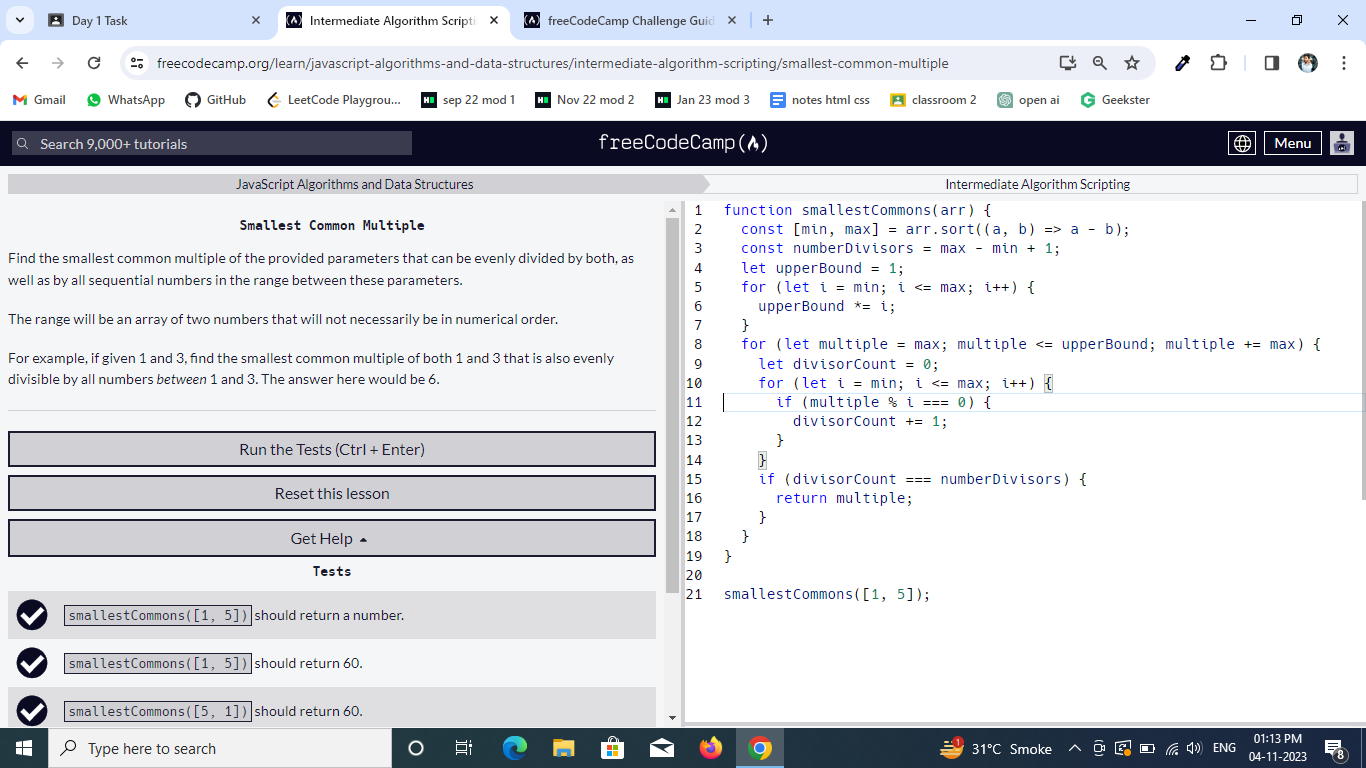 Day 1 Task
Intermediate Algorithm Scripti
freeCodeCamp Challenge Guid
freecodecamp.org/learn/javascript-algorithms-and-data-structures/intermediate-algorithm-scripting/smallest-common-multiple
Gmail
WhatsApp
GitHub
LeetCode Playgrou...
sep 22 mod 1
Nov 22 mod 2
Jan 23 mod 3
notes html css
classroom 2
open ai
Geekster
Search 9,000+ tutorials
freeCodeCamp
Menu
JavaScript Algorithms and Data Structures
Intermediate Algorithm Scripting
Smallest Common Multiple
Find the smallest common multiple of the provided parameters that can be evenly divided by both, as
well as by all sequential numbers in the range between these parameters.
The range will be an array of two numbers that will not necessarily be in numerical order.
For example, if given 1 and 3, find the smallest common multiple of both 1 and 3 that is also evenly
divisible by all numbers between 1 and 3. The answer here would be 6.
Run the Tests (Ctrl + Enter)
Reset this lesson
Get Help
Tests
smallestCommons([1, 5]) should return a number.
smallestCommons([1, 5]) should return 60.
smallestCommons([5, 1]) should return 60.
1 function smallestCommons(arr) {
2 const [min, max] = arr.sort((a, b) => a - b);
3 const numberDivisors = max - min + 1;
4 let upperBound = 1;
5 for (let i = min; i <= max; i++) {
6 upperBound *= i;
7 }
8 for (let multiple = max; multiple <= upperBound; multiple += max) {
9 let divisorCount = 0;
10 for (let i = min; i <= max; i++) {
11 if (multiple % i === 0) {
12 divisorCount += 1;
13 }
14 }
15 if (divisorCount === numberDivisors) {
16 return multiple;
17 }
18 }
19 }
20
21 smallestCommons([1, 5]);
Type here to search
1
31°C Smoke
ENG
01:13 PM
04-11-2023
8